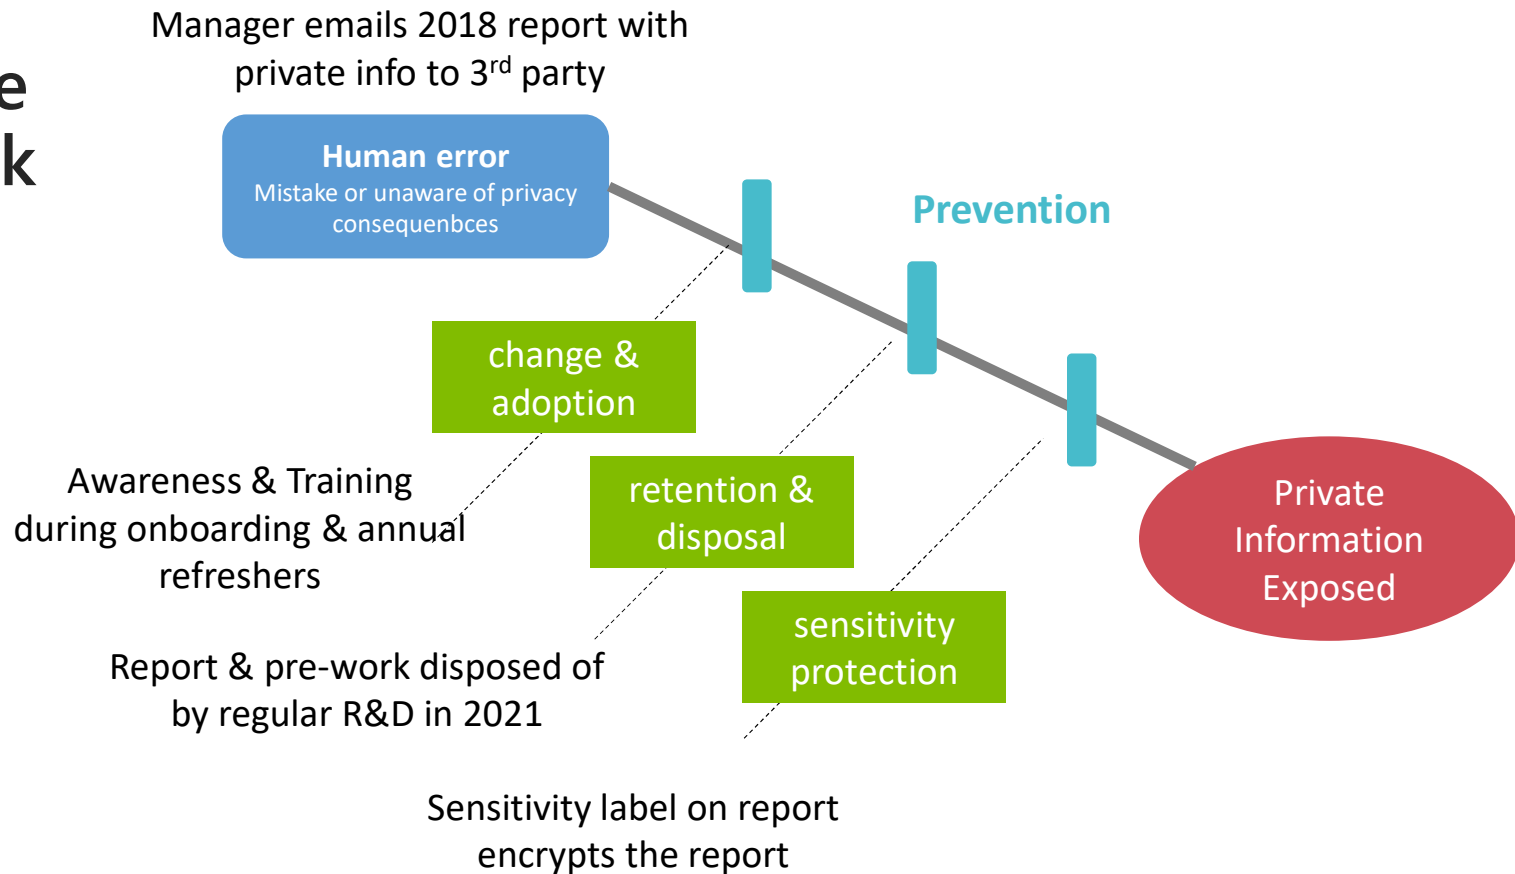 Manager emails 2018 report with
private info to 3rd party
e
k
Human error
Mistake or unaware of privacy
consequenbces
Prevention
change &
adoption
Awareness & Training
during onboarding & annual
refreshers
retention &
disposal
Report & pre-work disposed of
by regular R&D in 2021
sensitivity
protection
Sensitivity label on report
encrypts the report
Private
Information
Exposed